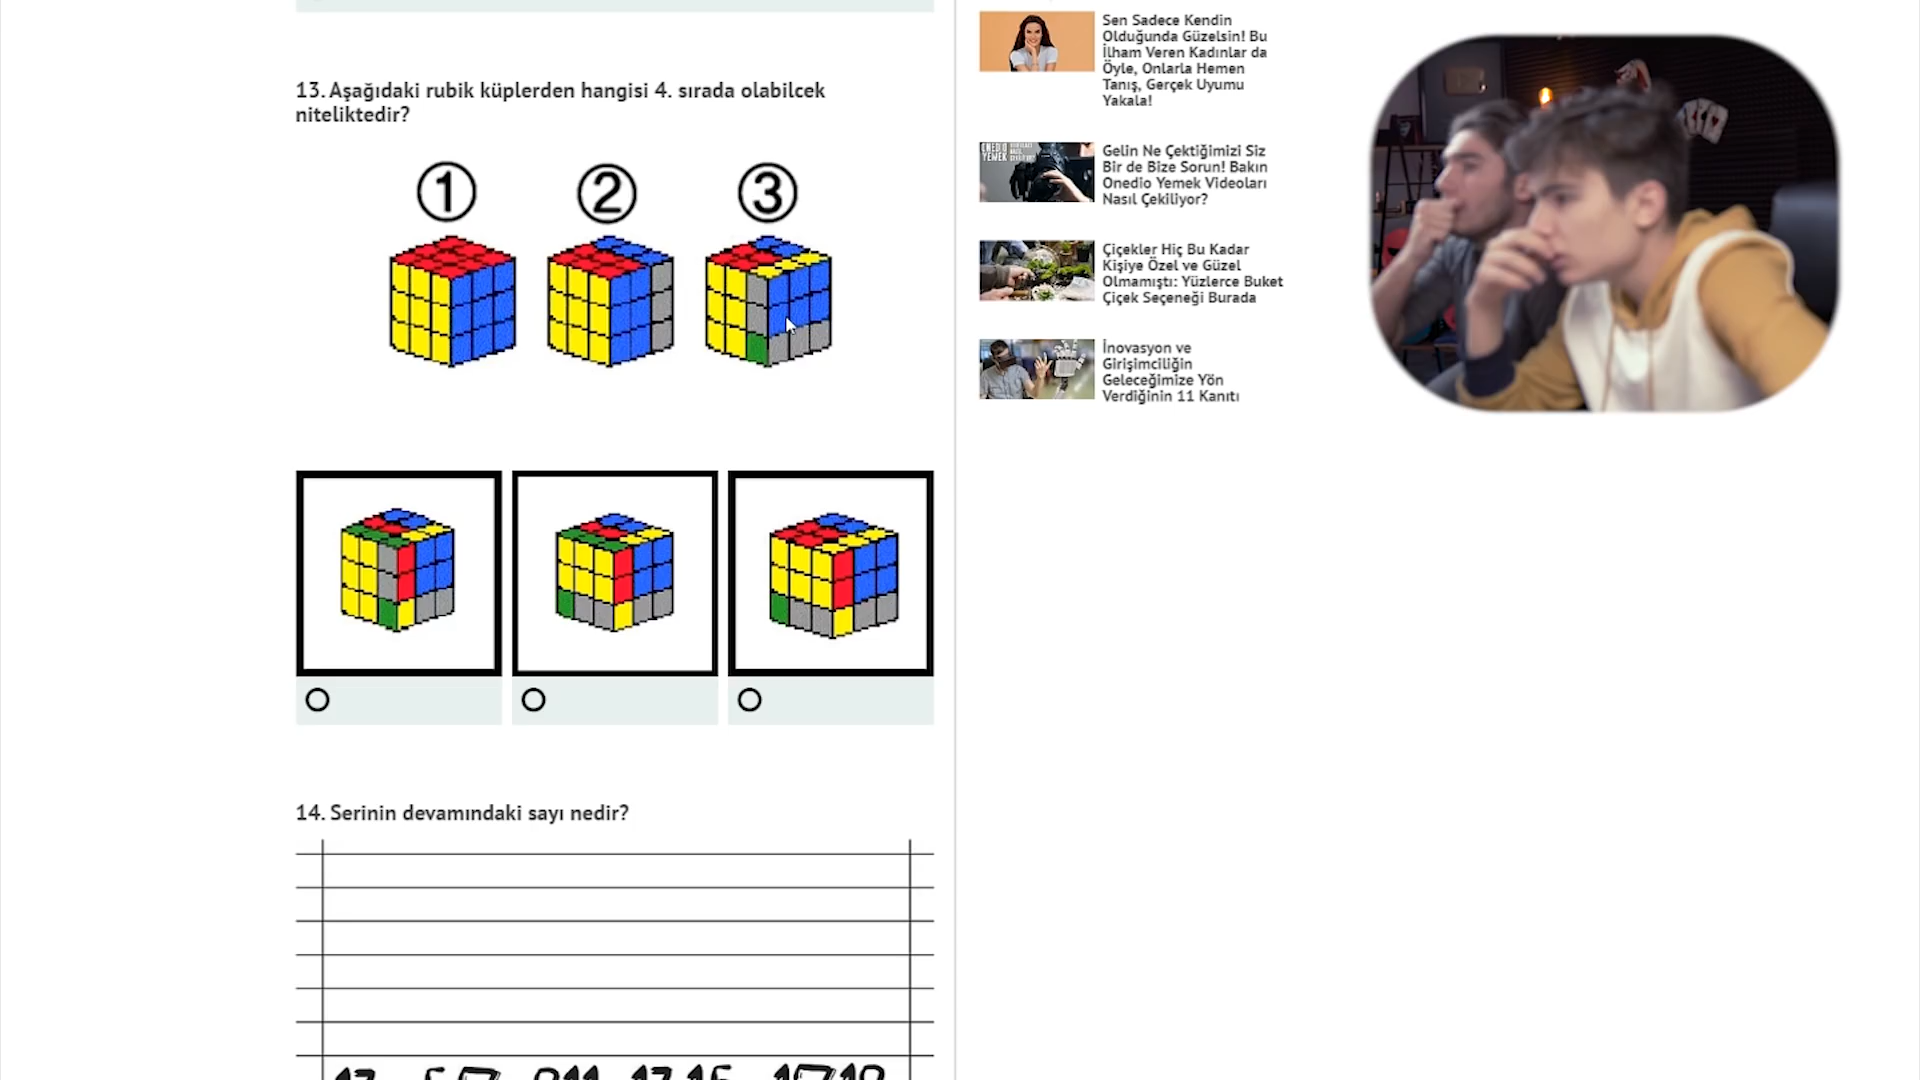 13. Aşağıdaki rubik küplerden hangisi 4. sırada olabilcek
niteliktedir?
1 2 3
14. Serinin devamındaki sayı nedir?
Sen Sadece Kendin
Olduğunda Güzelsin! Bu
İlham Veren Kadınlar da
Öyle, Onlarla Hemen
Tanış, Gerçek Uyumu
Yakala!
YEMEK
Gelin Ne Çektiğimizi Siz
Bir de Bize Sorun! Bakın
Onedio Yemek Videoları
Nasıl Çekiliyor?
Çiçekler Hiç Bu Kadar
Kişiye Özel ve Güzel
Olmamıştı: Yüzlerce Buket
Çiçek Seçeneği Burada
İnovasyon ve
Girişimciliğin
Geleceğimize Yön
Verdiğinin 11 Kanıtı